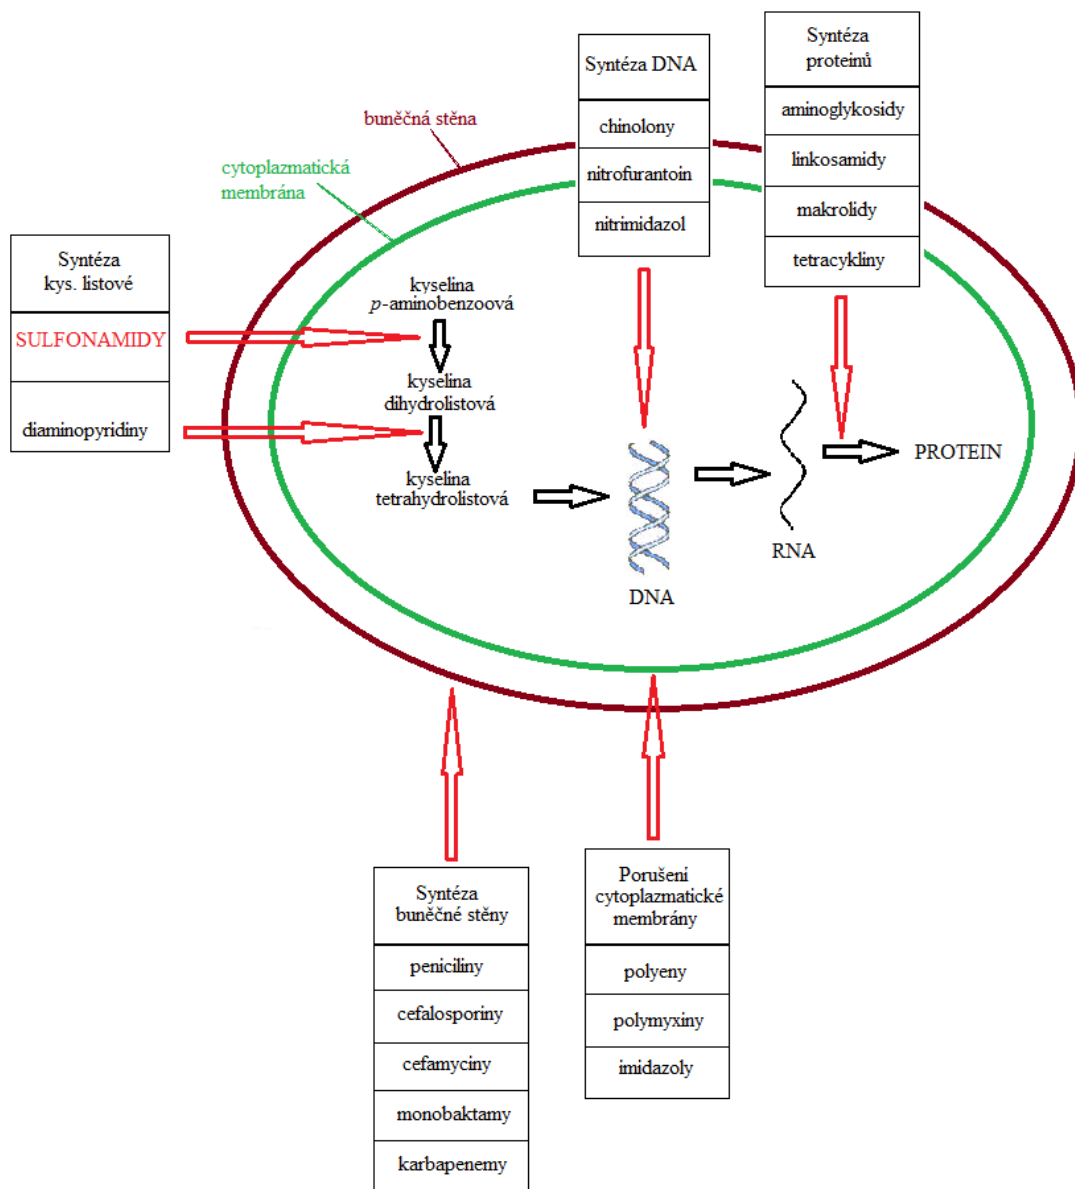 Syntéza DNA
chinolony
nitrofurantoin
nitrimidazol
Syntéza
proteinů
aminoglykosidy
linkosamidy
makrolidy
tetracykliny
buněčná stěna
cytoplazmatická
membrána
Syntéza
kys. listové
SULFONAMIDY
diaminopyridiny
kyselina
p-aminobenzoová
kyselina
dihydrolistová
kyselina
tetrahydrolistová
DNA
RNA
PROTEIN
Syntéza
buněčné stěny
peniciliny
cefalosporiny
cefamyciny
monobaktamy
karbapenemy
Porušení
cytoplazmatické
membrány
polyeny
polymyxiny
imidazoly